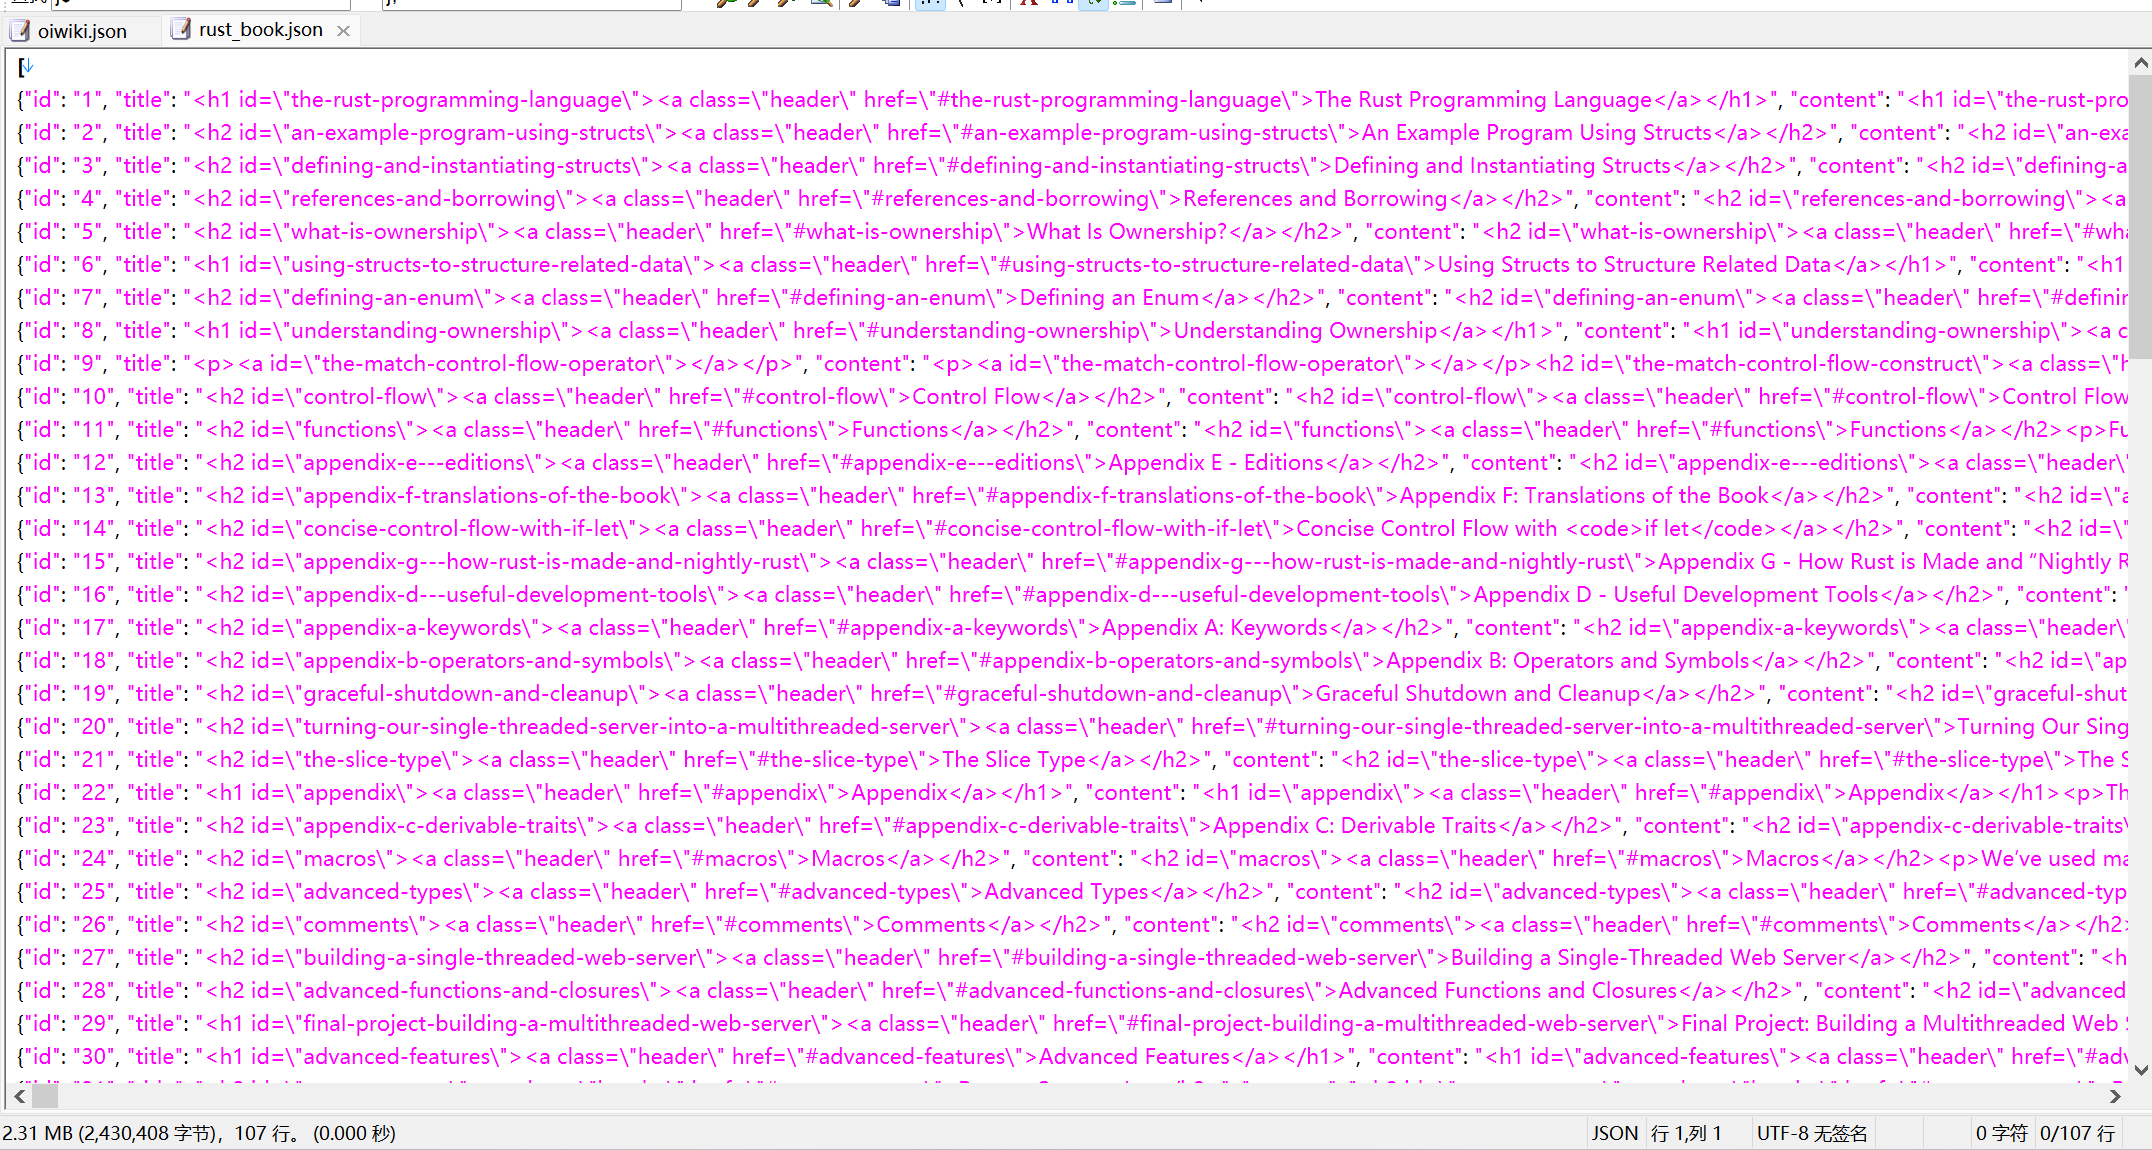 oiwiki.json rust_book.json
[
{"id": "1", "title": "<h1 id=\"the-rust-programming-language\"><a class=\"header\" href=\"#the-rust-programming-language\">The Rust Programming Language</a></h1>", "content": "<h1 id=\"the-rust-pro
{"id": "2", "title": "<h2 id=\"an-example-program-using-structs\"><a class=\"header\" href=\"#an-example-program-using-structs\">An Example Program Using Structs</a></h2>", "content": "<h2 id=\"an-exa
{"id": "3", "title": "<h2 id=\"defining-and-instantiating-structs\"><a class=\"header\" href=\"#defining-and-instantiating-structs\">Defining and Instantiating Structs</a></h2>", "content": "<h2 id=\"defining-a
{"id": "4", "title": "<h2 id=\"references-and-borrowing\"><a class=\"header\" href=\"#references-and-borrowing\">References and Borrowing</a></h2>", "content": "<h2 id=\"references-and-borrowing\"><a
{"id": "5", "title": "<h2 id=\"what-is-ownership\"><a class=\"header\" href=\"#what-is-ownership\">What Is Ownership?</a></h2>", "content": "<h2 id=\"what-is-ownership\"><a class=\"header\" href=\"#wha
{"id": "6", "title": "<h1 id=\"using-structs-to-structure-related-data\"><a class=\"header\" href=\"#using-structs-to-structure-related-data\">Using Structs to Structure Related Data</a></h1>", "content": "<h1
{"id": "7", "title": "<h2 id=\"defining-an-enum\"><a class=\"header\" href=\"#defining-an-enum\">Defining an Enum</a></h2>", "content": "<h2 id=\"defining-an-enum\"><a class=\"header\" href=\"#definin
{"id": "8", "title": "<h1 id=\"understanding-ownership\"><a class=\"header\" href=\"#understanding-ownership\">Understanding Ownership</a></h1>", "content": "<h1 id=\"understanding-ownership\"><a c
{"id": "9", "title": "<p><a id=\"the-match-control-flow-operator\"></a></p>", "content": "<p><a id=\"the-match-control-flow-operator\"></a></p><h2 id=\"the-match-control-flow-construct\"><a class=\"h
{"id": "10", "title": "<h2 id=\"control-flow\"><a class=\"header\" href=\"#control-flow\">Control Flow</a></h2>", "content": "<h2 id=\"control-flow\"><a class=\"header\" href=\"#control-flow\">Control Flow
{"id": "11", "title": "<h2 id=\"functions\"><a class=\"header\" href=\"#functions\">Functions</a></h2>", "content": "<h2 id=\"functions\"><a class=\"header\" href=\"#functions\">Functions</a></h2><p>Fu
{"id": "12", "title": "<h2 id=\"appendix-e---editions\"><a class=\"header\" href=\"#appendix-e---editions\">Appendix E - Editions</a></h2>", "content": "<h2 id=\"appendix-e---editions\"><a class=\"header\"
{"id": "13", "title": "<h2 id=\"appendix-f-translations-of-the-book\"><a class=\"header\" href=\"#appendix-f-translations-of-the-book\">Appendix F: Translations of the Book</a></h2>", "content": "<h2 id=\"a
{"id": "14", "title": "<h2 id=\"concise-control-flow-with-if-let\"><a class=\"header\" href=\"#concise-control-flow-with-if-let\">Concise Control Flow with <code>if let</code></a></h2>", "content": "<h2 id=\"
{"id": "15", "title": "<h2 id=\"appendix-g---how-rust-is-made-and-nightly-rust\"><a class=\"header\" href=\"#appendix-g---how-rust-is-made-and-nightly-rust\">Appendix G - How Rust is Made and “Nightly R
{"id": "16", "title": "<h2 id=\"appendix-d---useful-development-tools\"><a class=\"header\" href=\"#appendix-d---useful-development-tools\">Appendix D - Useful Development Tools</a></h2>", "content": "
{"id": "17", "title": "<h2 id=\"appendix-a-keywords\"><a class=\"header\" href=\"#appendix-a-keywords\">Appendix A: Keywords</a></h2>", "content": "<h2 id=\"appendix-a-keywords\"><a class=\"header\"
{"id": "18", "title": "<h2 id=\"appendix-b-operators-and-symbols\"><a class=\"header\" href=\"#appendix-b-operators-and-symbols\">Appendix B: Operators and Symbols</a></h2>", "content": "<h2 id=\"ap
{"id": "19", "title": "<h2 id=\"graceful-shutdown-and-cleanup\"><a class=\"header\" href=\"#graceful-shutdown-and-cleanup\">Graceful Shutdown and Cleanup</a></h2>", "content": "<h2 id=\"graceful-shut
{"id": "20", "title": "<h2 id=\"turning-our-single-threaded-server-into-a-multithreaded-server\"><a class=\"header\" href=\"#turning-our-single-threaded-server-into-a-multithreaded-server\">Turning Our Sing
{"id": "21", "title": "<h2 id=\"the-slice-type\"><a class=\"header\" href=\"#the-slice-type\">The Slice Type</a></h2>", "content": "<h2 id=\"the-slice-type\"><a class=\"header\" href=\"#the-slice-type\">The S
{"id": "22", "title": "<h1 id=\"appendix\"><a class=\"header\" href=\"#appendix\">Appendix</a></h1>", "content": "<h1 id=\"appendix\"><a class=\"header\" href=\"#appendix\">Appendix</a></h1><p>Th
{"id": "23", "title": "<h2 id=\"appendix-c-derivable-traits\"><a class=\"header\" href=\"#appendix-c-derivable-traits\">Appendix C: Derivable Traits</a></h2>", "content": "<h2 id=\"appendix-c-derivable-traits\
{"id": "24", "title": "<h2 id=\"macros\"><a class=\"header\" href=\"#macros\">Macros</a></h2>", "content": "<h2 id=\"macros\"><a class=\"header\" href=\"#macros\">Macros</a></h2><p>We’ve used ma
{"id": "25", "title": "<h2 id=\"advanced-types\"><a class=\"header\" href=\"#advanced-types\">Advanced Types</a></h2>", "content": "<h2 id=\"advanced-types\"><a class=\"header\" href=\"#advanced-typ
{"id": "26", "title": "<h2 id=\"comments\"><a class=\"header\" href=\"#comments\">Comments</a></h2>", "content": "<h2 id=\"comments\"><a class=\"header\" href=\"#comments\">Comments</a></h2>
{"id": "27", "title": "<h2 id=\"building-a-single-threaded-web-server\"><a class=\"header\" href=\"#building-a-single-threaded-web-server\">Building a Single-Threaded Web Server</a></h2>", "content": "<h
{"id": "28", "title": "<h2 id=\"advanced-functions-and-closures\"><a class=\"header\" href=\"#advanced-functions-and-closures\">Advanced Functions and Closures</a></h2>", "content": "<h2 id=\"advanced
{"id": "29", "title": "<h1 id=\"final-project-building-a-multithreaded-web-server\"><a class=\"header\" href=\"#final-project-building-a-multithreaded-web-server\">Final Project: Building a Multithreaded Web S
{"id": "30", "title": "<h1 id=\"advanced-features\"><a class=\"header\" href=\"#advanced-features\">Advanced Features</a></h1>", "content": "<h1 id=\"advanced-features\"><a class=\"header\" href=\"#adv
2.31 MB (2,430,408 字节)，107 行。 (0.000 秒) JSON 行 1,列 1 UTF-8 无签名 0 字符 0/107 行